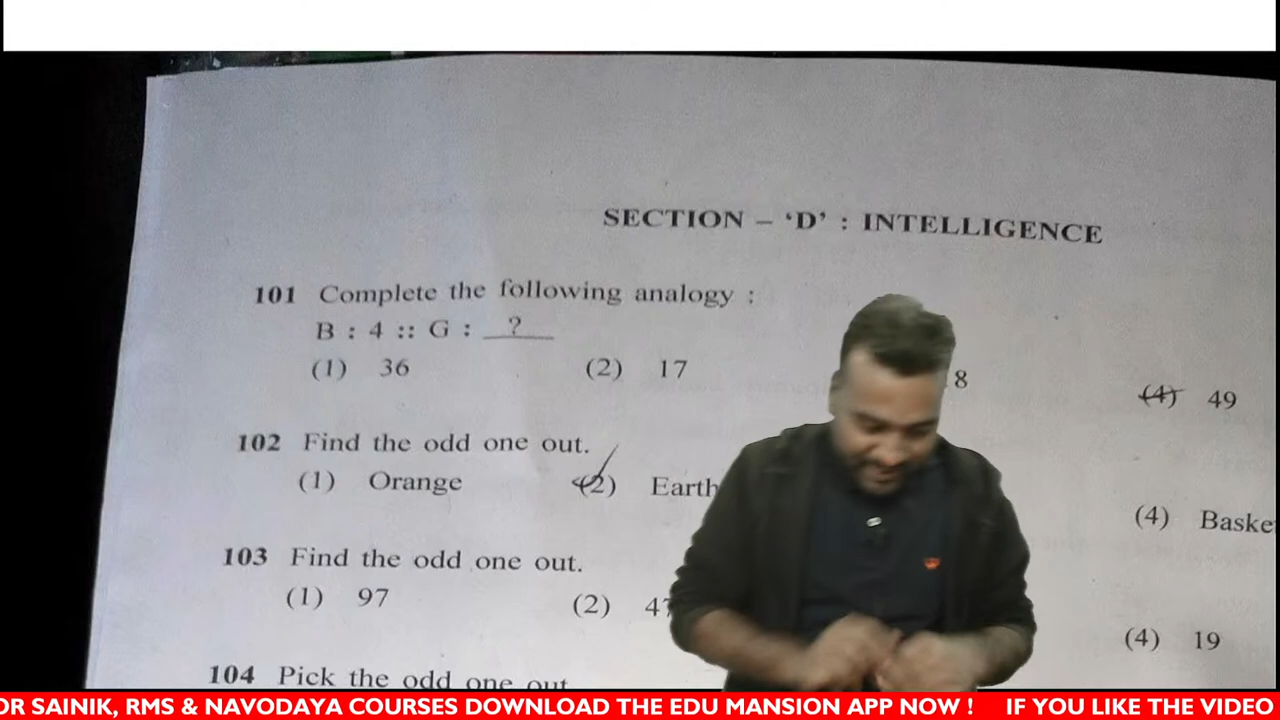 SECTION – ‘D’ : INTELLIGENCE
101 Complete the following analogy :
B : 4 :: G : ?
(1) 36 (2) 17 8 (4) 49
102 Find the odd one out.
(1) Orange (2) Earth (4) Baske
103 Find the odd one out.
(1) 97 (2) 47 (4) 19
104 Pick the odd one out
OR SAINIK, RMS & NAVODAYA COURSES DOWNLOAD THE EDU MANSION APP NOW ! IF YOU LIKE THE VIDEO